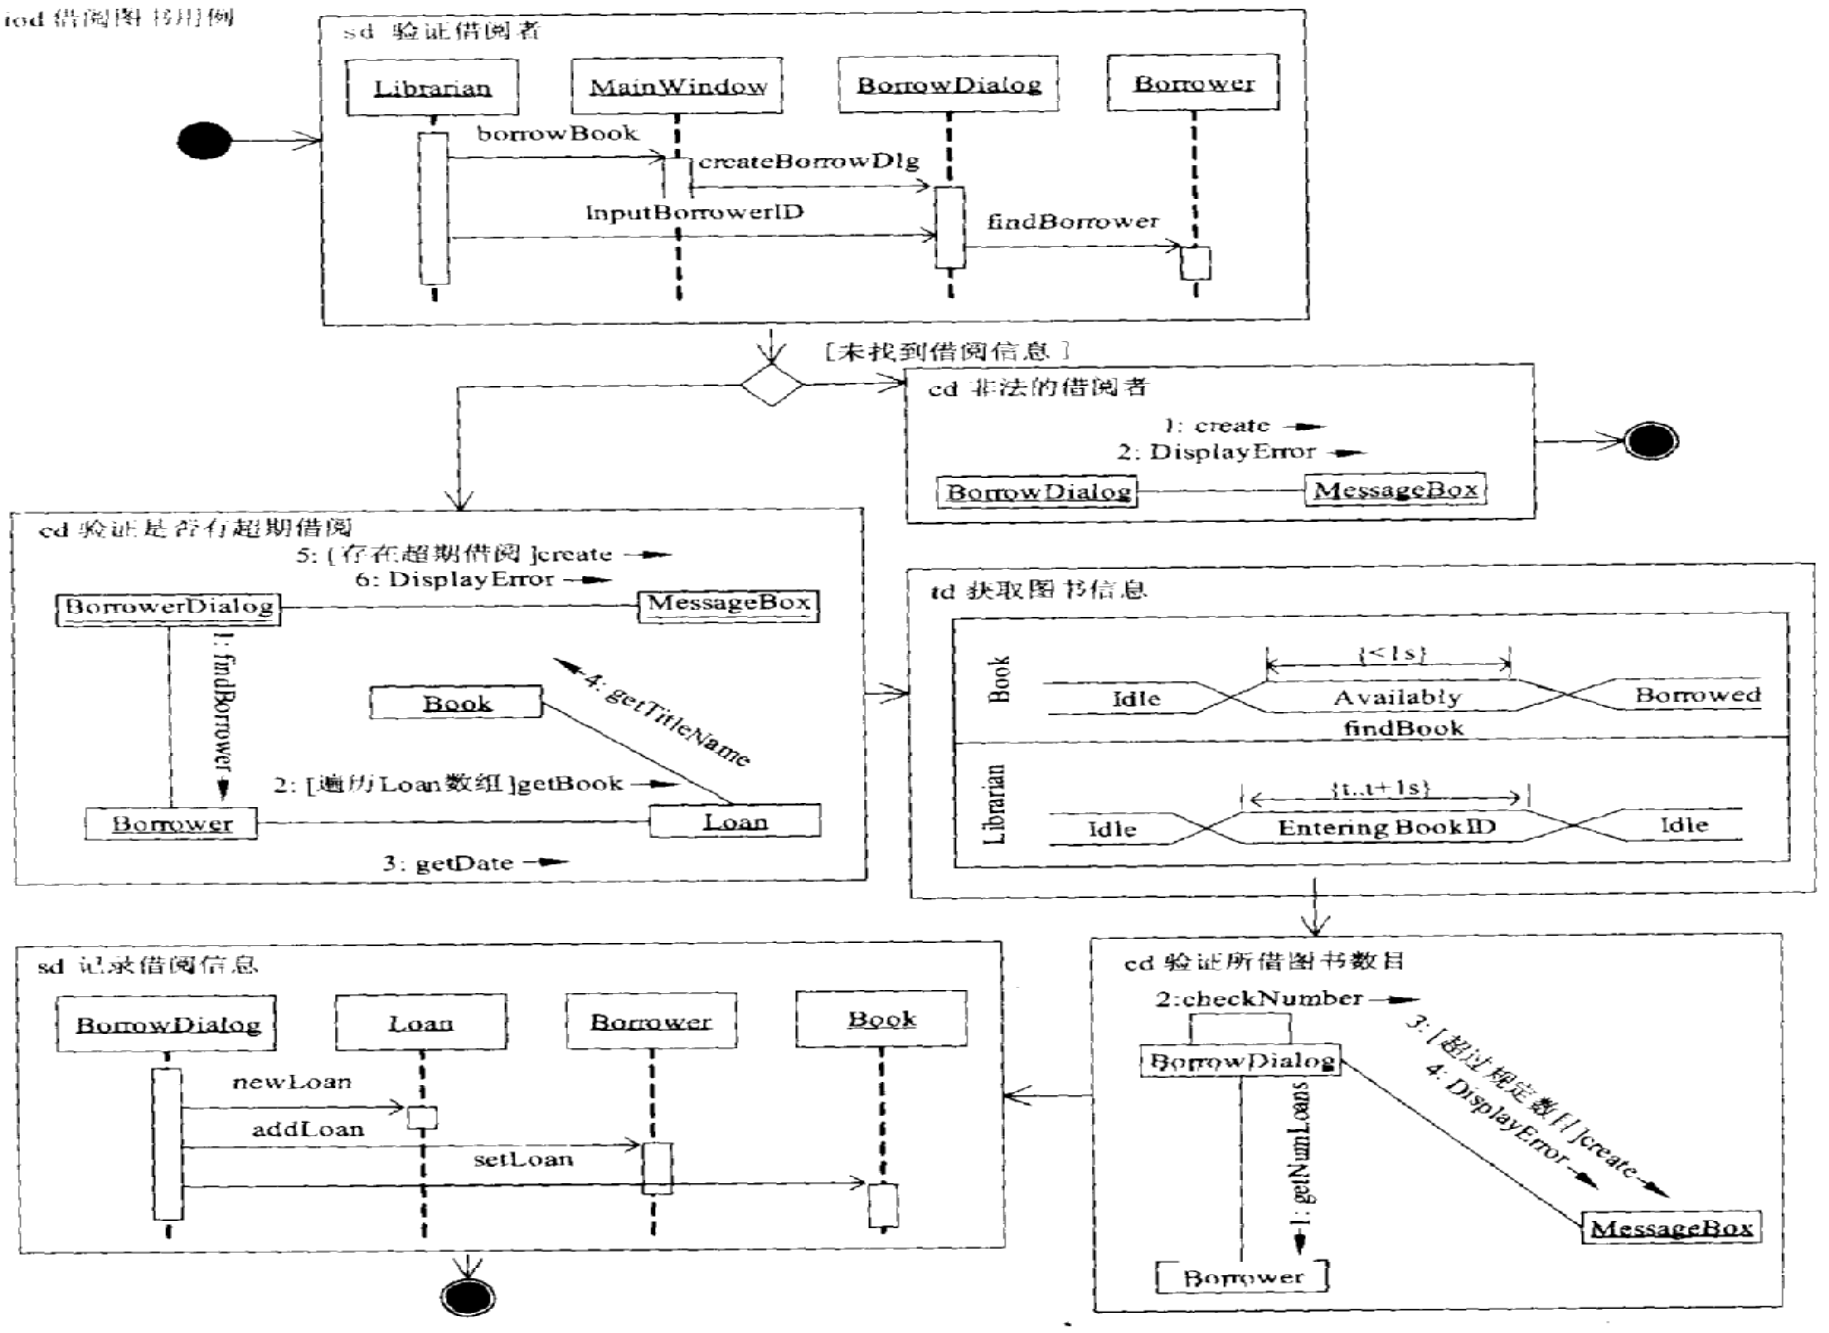 iod 借阅图书用例
sd 验证借阅者
Librarian
MainWindow
BorrowDialog
Borrower
borrowBook
createBorrowDlg
InputBorrowerID
findBorrower
[未找到借阅信息]
cd 非法的借阅者
1: create
2: DisplayError
BorrowDialog
MessageBox
cd 验证是否有超期借阅
5: [存在超期借阅]create
6: DisplayError
BorrowerDialog
MessageBox
1: findBorrower
Book
4: getTitleName
2: [遍历Loan数组]getBook
Borrower
Loan
3: getDate
td 获取图书信息
Book
{<1s}
Idle
Availably
Borrowed
findBook
Librarian
{t..t+1s}
Idle
Entering BookID
Idle
sd 记录借阅信息
BorrowDialog
Loan
Borrower
Book
newLoan
addLoan
setLoan
cd 验证所借图书数目
2:checkNumber
BorrowDialog
3: [超过规定数目]create
4: DisplayError
1: getNumLoans
MessageBox
Borrower